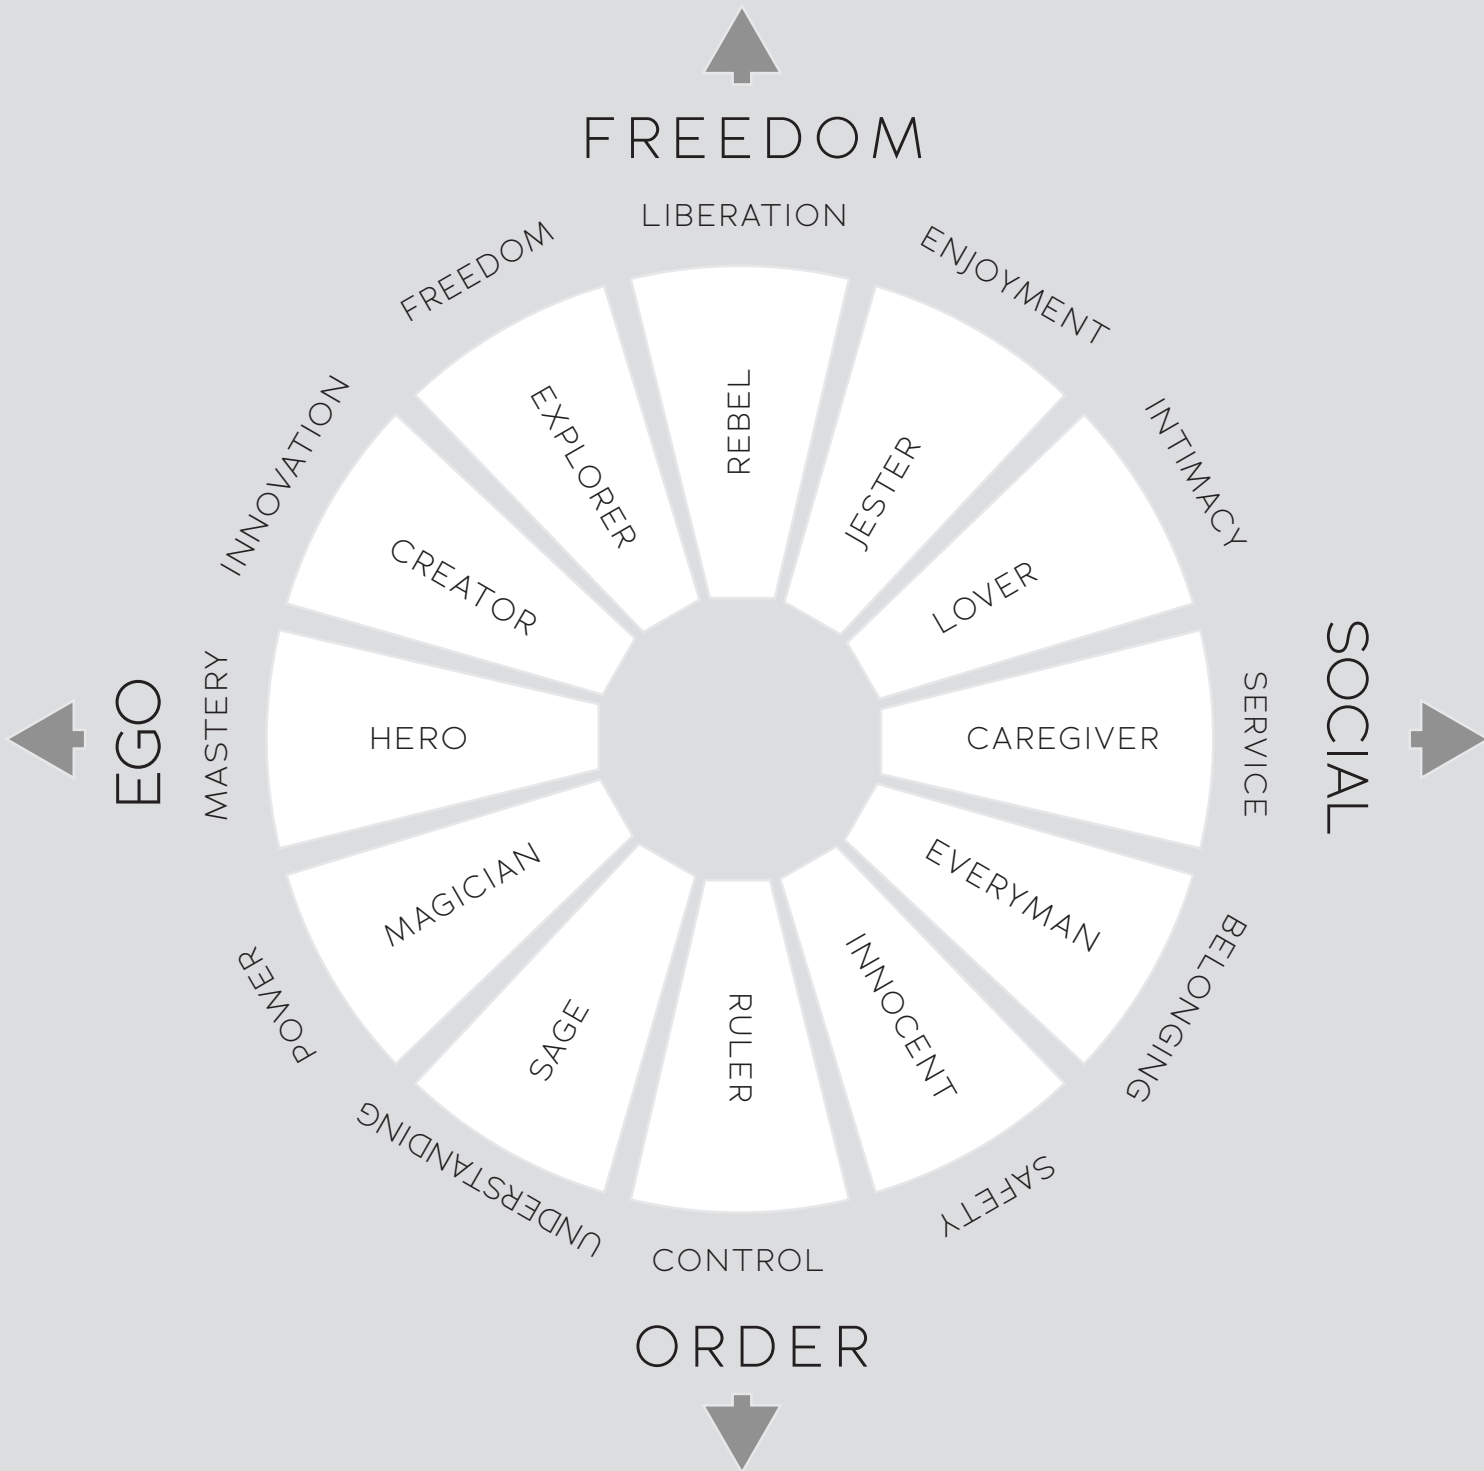 FREEDOM
LIBERATION
ENJOYMENT
INTIMACY
SERVICE
BELONGING
SAFETY
CONTROL
UNDERSTANDING
POWER
MASTERY
INNOVATION
FREEDOM
REBEL
JESTER
LOVER
CAREGIVER
EVERYMAN
INNOCENT
RULER
SAGE
MAGICIAN
HERO
CREATOR
EXPLORER
SOCIAL
ORDER
EGO